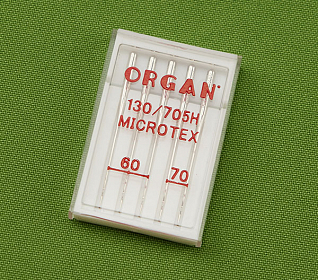 ORGAN
130/705H
MICROTEX
60 70